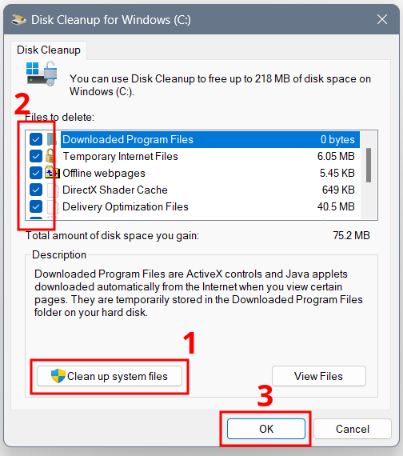 Disk Cleanup for Windows (C:)
Disk Cleanup
You can use Disk Cleanup to free up to 218 MB of disk space on
Windows (C:).
2
Files to delete:
Downloaded Program Files 0 bytes
Temporary Internet Files 6.05 MB
Offline webpages 5.45 KB
DirectX Shader Cache 649 KB
Delivery Optimization Files 40.5 MB
Total amount of disk space you gain: 75.2 MB
Description
Downloaded Program Files are ActiveX controls and Java applets
downloaded automatically from the Internet when you view certain
pages. They are temporarily stored in the Downloaded Program Files
folder on your hard disk.
1
Clean up system files View Files
3
OK Cancel